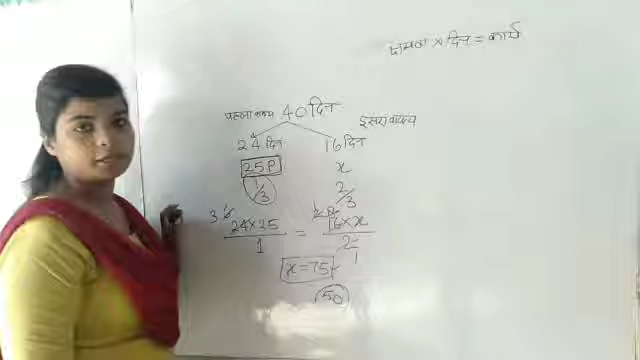 क्षमता × दिन = कार्य
पहला वाक्य 40 दिन दूसरा वाक्य
24 दिन 16 दिन
25P x
1/3 2/3
3
24×25/1 = 16×x/2
1
x=75
50